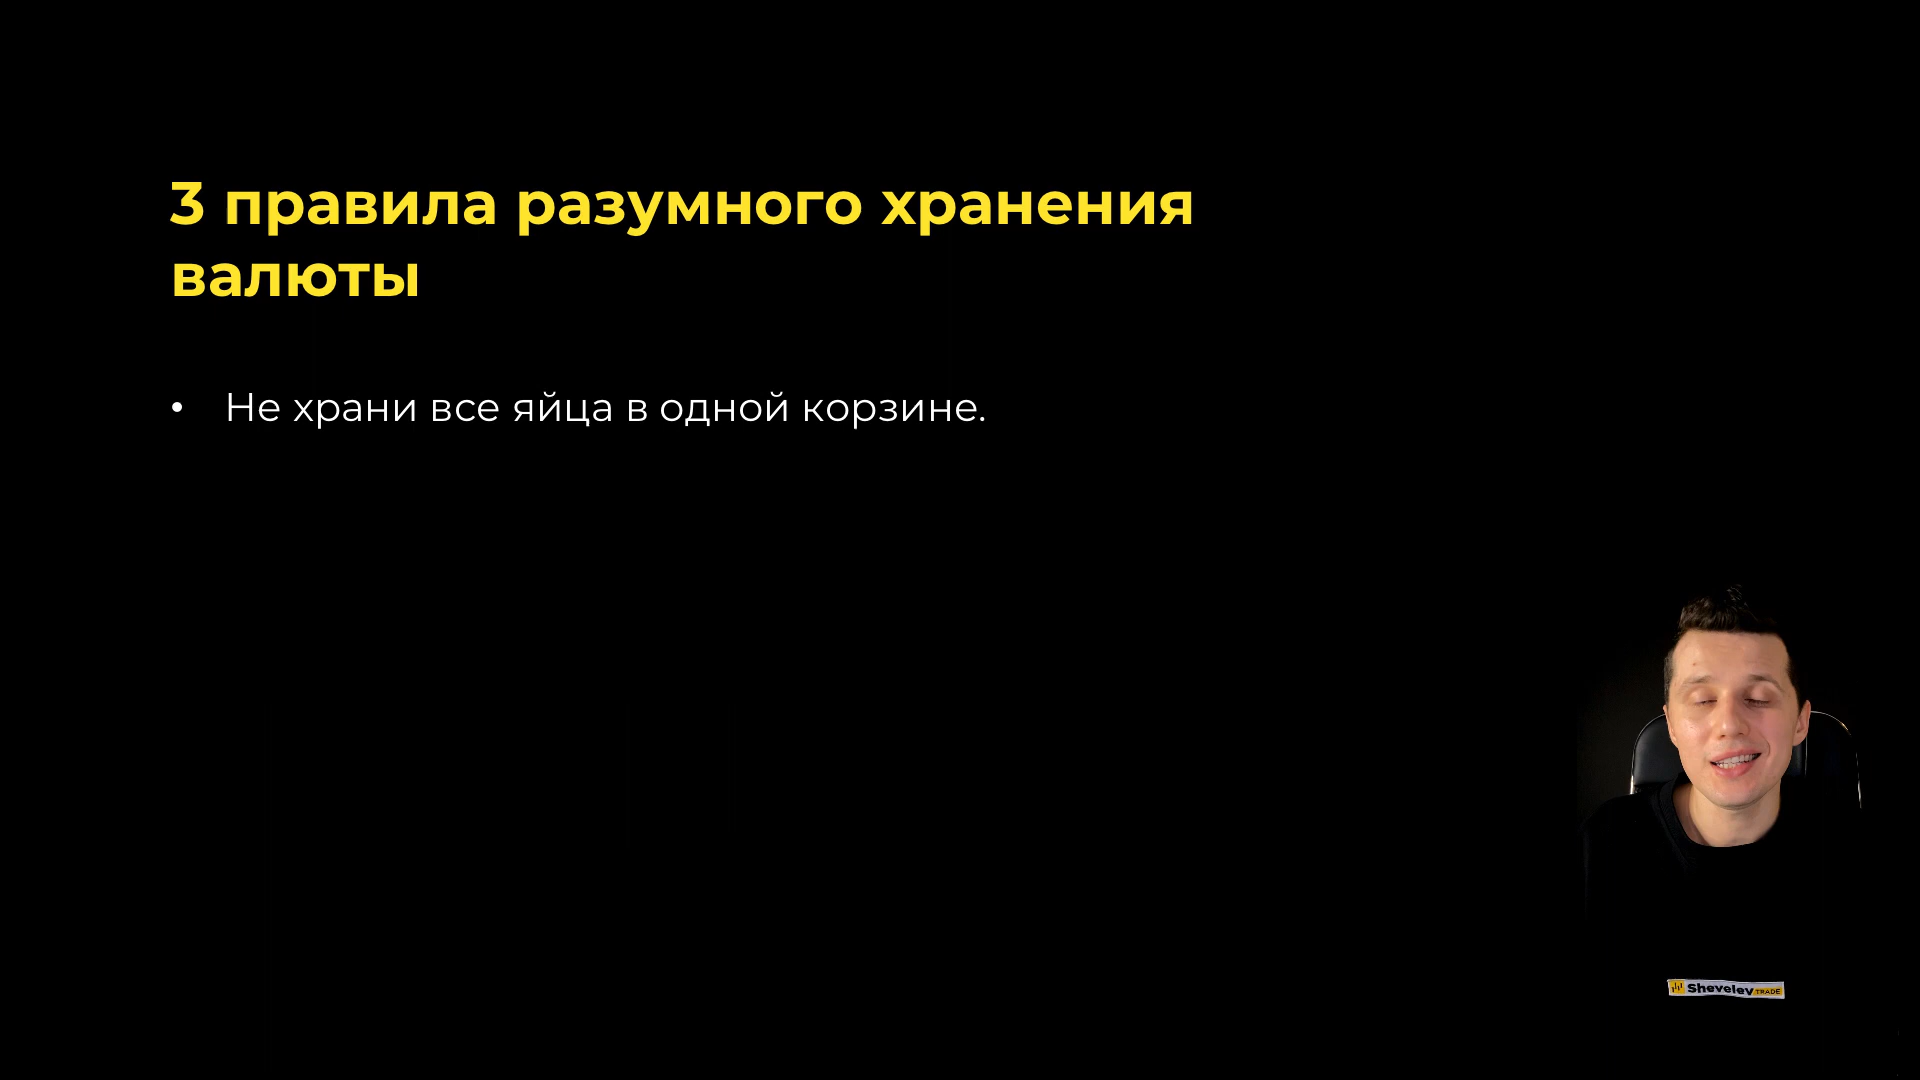 3 правила разумного хранения
валюты
• Не храни все яйца в одной корзине.
Shevelev TRADE